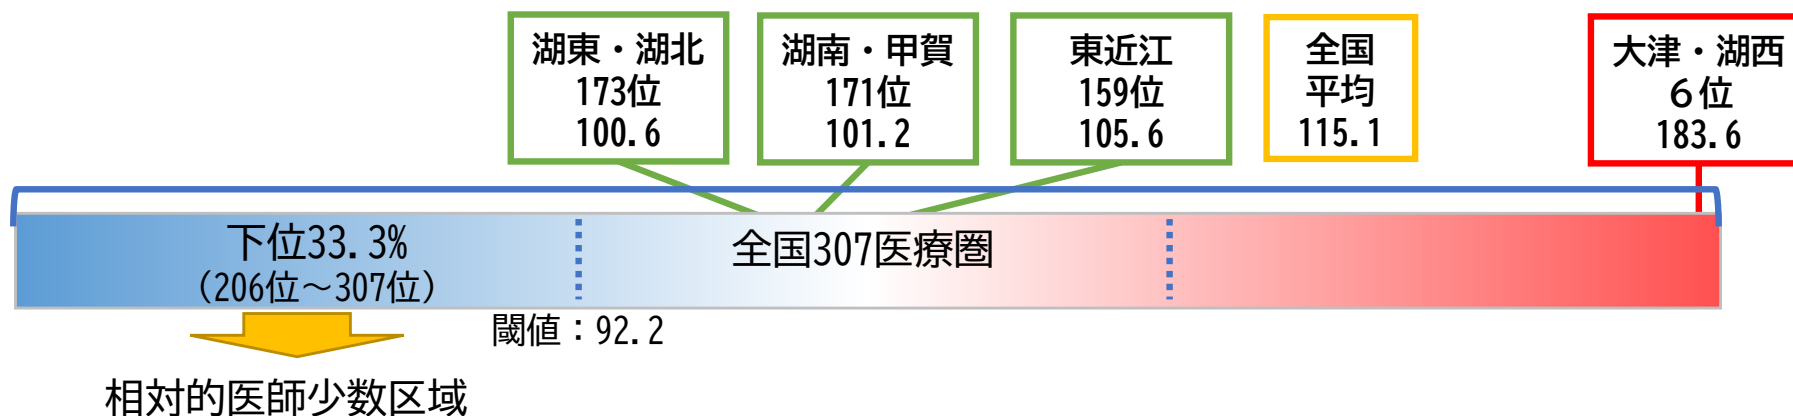 湖東・湖北
173位
100.6
湖南・甲賀
171位
101.2
東近江
159位
105.6
全国
平均
115.1
大津・湖西
６位
183.6
下位33.3%
（206位～307位）
全国307医療圏
閾値：92.2
相対的医師少数区域